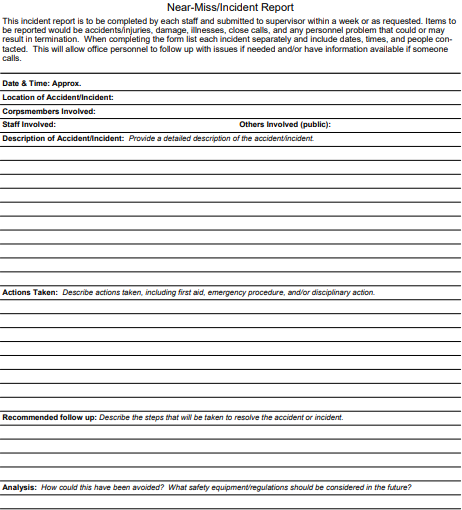 Near-Miss/Incident Report
This incident report is to be completed by each staff and submitted to supervisor within a week or as requested. Items to
be reported would be accidents/injuries, damage, illnesses, close calls, and any personnel problem that could or may
result in termination. When completing the form list each incident separately and include dates, times, and people con-
tacted. This will allow office personnel to follow up with issues if needed and/or have information available if someone
calls.
Date & Time: Approx.
Location of Accident/Incident:
Corpsmembers Involved:
Staff Involved: Others Involved (public):
Description of Accident/Incident: Provide a detailed description of the accident/incident.
Actions Taken: Describe actions taken, including first aid, emergency procedure, and/or disciplinary action.
Recommended follow up: Describe the steps that will be taken to resolve the accident or incident.
Analysis: How could this have been avoided? What safety equipment/regulations should be considered in the future?